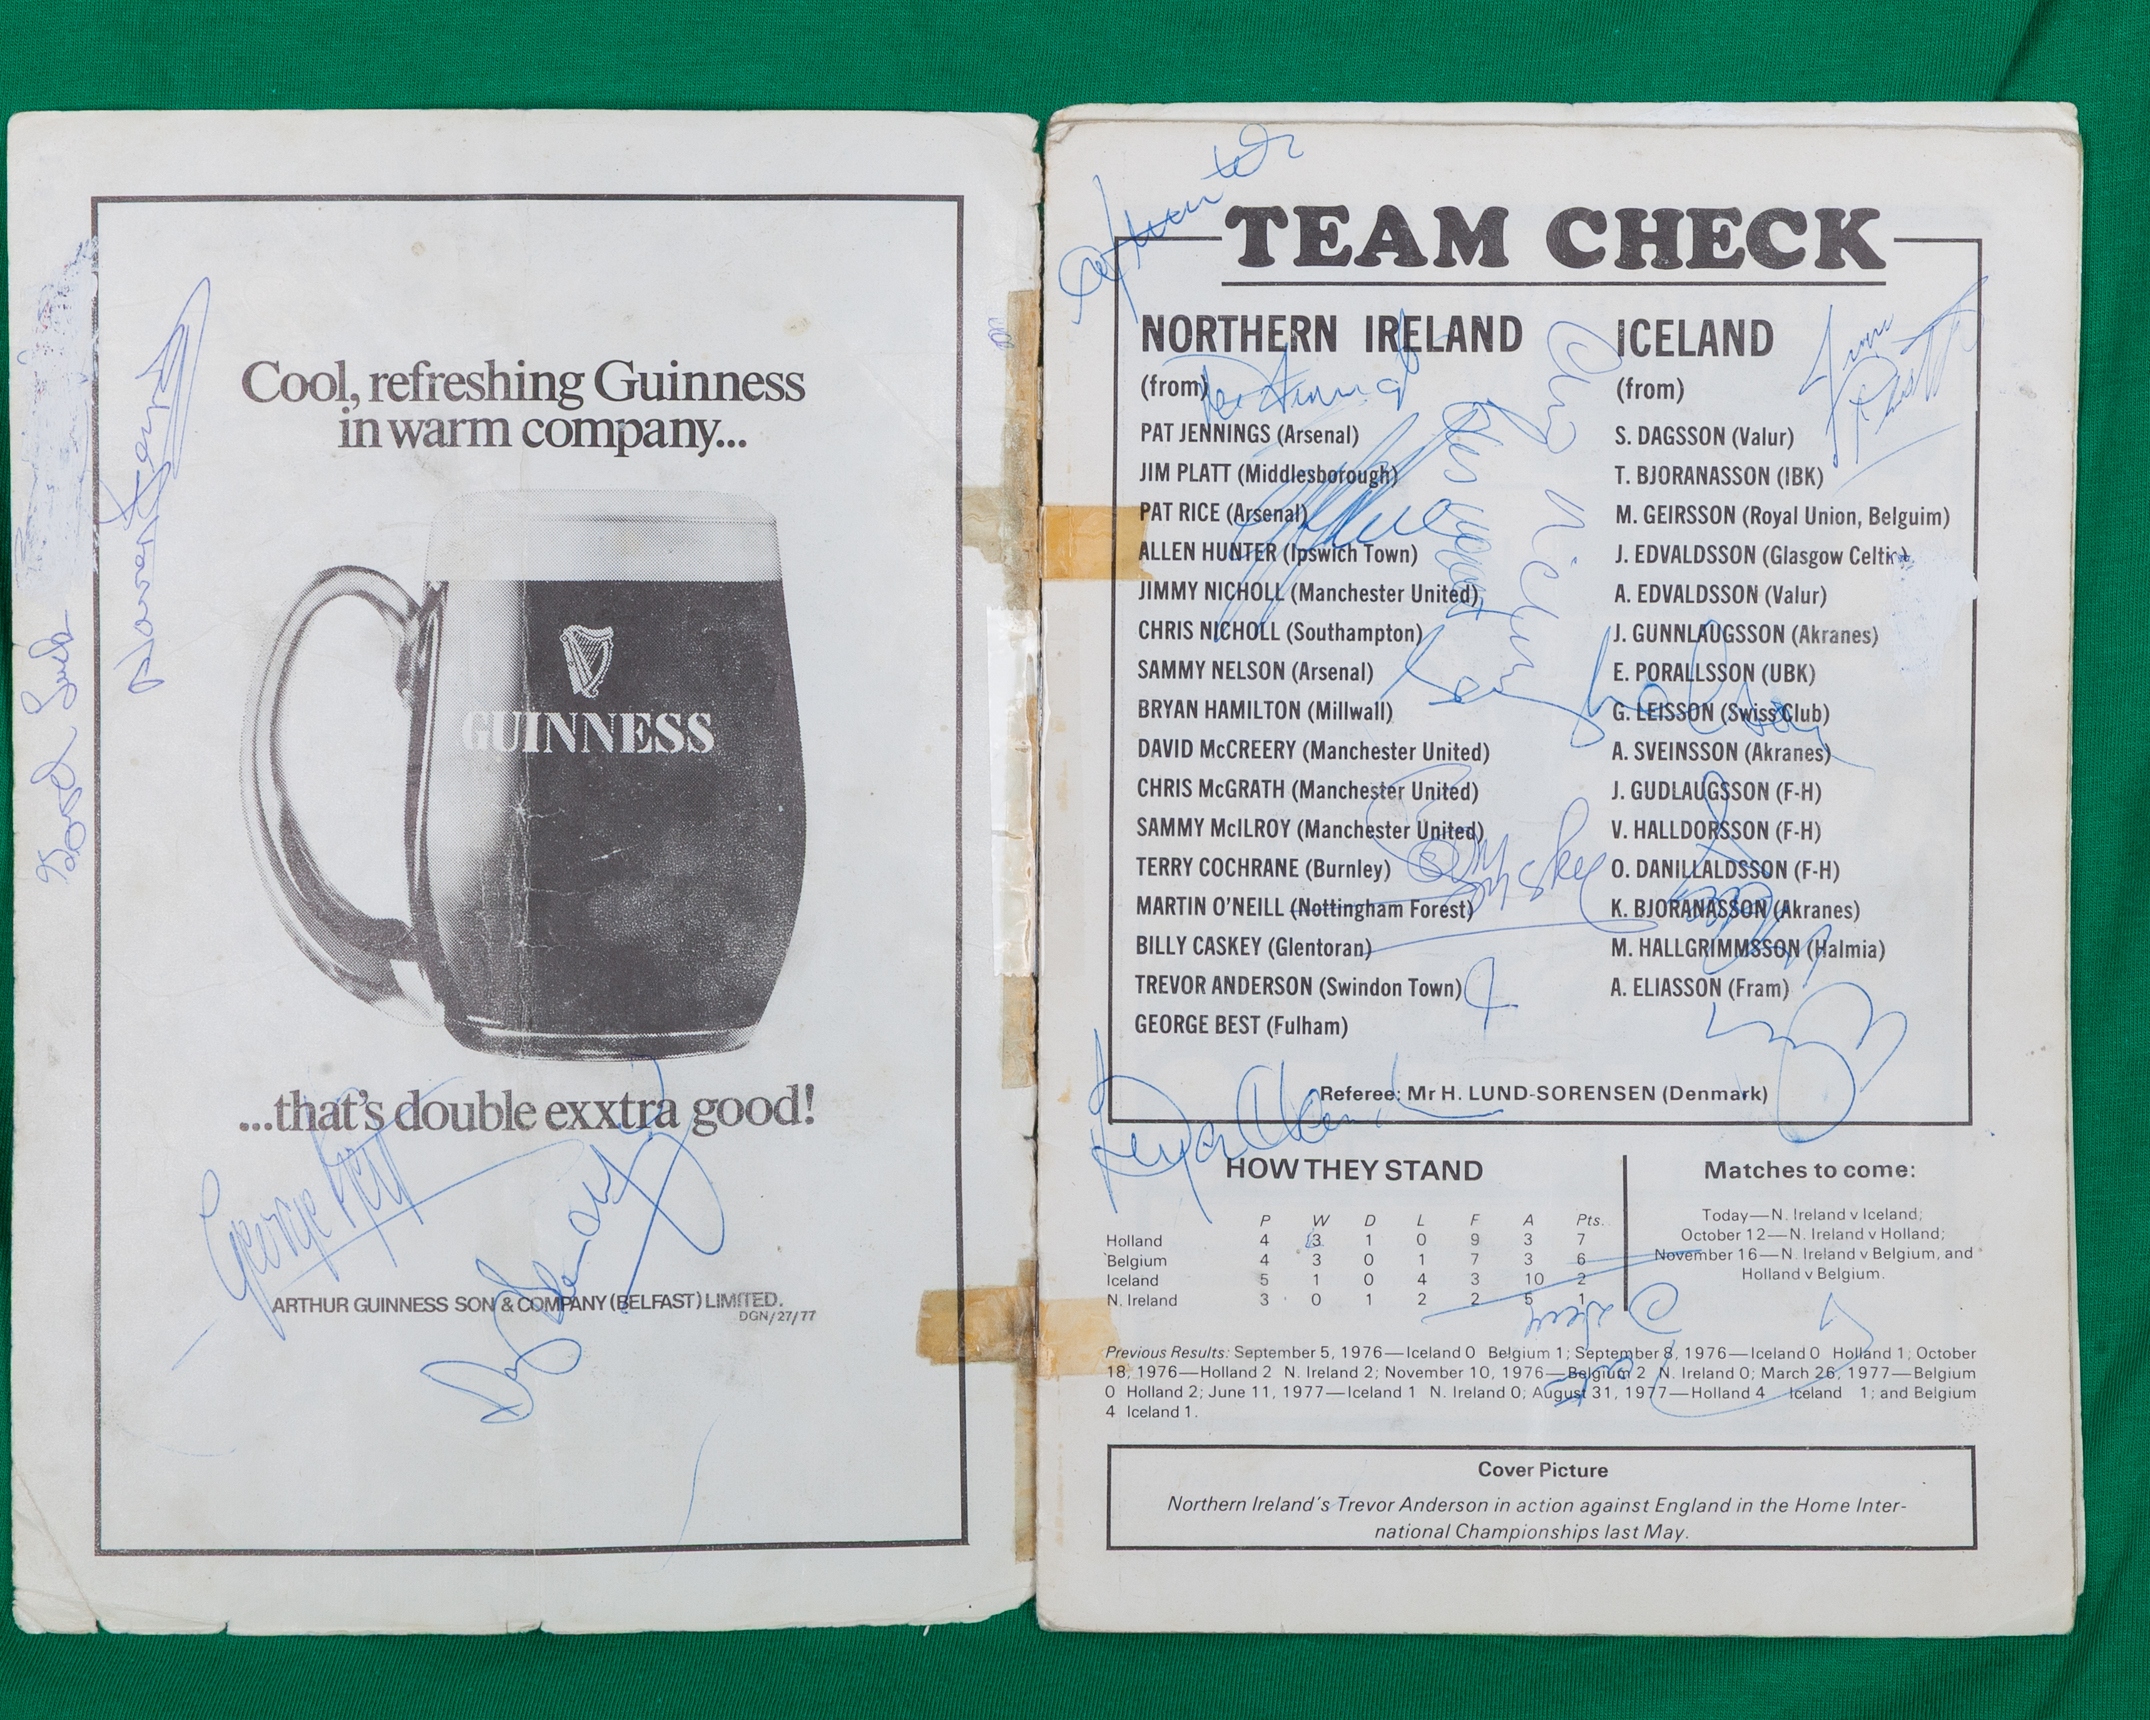 Cool, refreshing Guinness
in warm company...
GUINNESS
...that's double exxtra good!
ARTHUR GUINNESS SON & COMPANY (BELFAST) LIMITED.
DGN/27/77
TEAM CHECK
NORTHERN IRELAND
(from)
PAT JENNINGS (Arsenal)
JIM PLATT (Middlesborough)
PAT RICE (Arsenal)
ALLEN HUNTER (Ipswich Town)
JIMMY NICHOLL (Manchester United)
CHRIS NICHOLL (Southampton)
SAMMY NELSON (Arsenal)
BRYAN HAMILTON (Millwall)
DAVID McCREERY (Manchester United)
CHRIS McGRATH (Manchester United)
SAMMY McILROY (Manchester United)
TERRY COCHRANE (Burnley)
MARTIN O'NEILL (Nottingham Forest)
BILLY CASKEY (Glentoran)
TREVOR ANDERSON (Swindon Town)
GEORGE BEST (Fulham)
ICELAND
(from)
S. DAGSSON (Valur)
T. BJORANASSON (IBK)
M. GEIRSSON (Royal Union, Belguim)
J. EDVALDSSON (Glasgow Celtic)
A. EDVALDSSON (Valur)
J. GUNNLAUGSSON (Akranes)
E. PORALLSSON (UBK)
G. LEISSON (Swiss Club)
A. SVEINSSON (Akranes)
J. GUDLAUGSSON (F-H)
V. HALLDORSSON (F-H)
O. DANILLALDSSON (F-H)
K. BJORANASSON (Akranes)
M. HALLGRIMMSSON (Halmia)
A. ELIASSON (Fram)
Referee: Mr H. LUND-SORENSEN (Denmark)
HOW THEY STAND
P W D L F A Pts.
Holland 4 3 1 0 9 3 7
Belgium 4 3 0 1 7 3 6
Iceland 5 1 0 4 3 10 2
N. Ireland 3 0 1 2 2 5 1
Matches to come:
Today—N. Ireland v Iceland;
October 12—N. Ireland v Holland;
November 16—N. Ireland v Belgium, and
Holland v Belgium.
Previous Results: September 5, 1976—Iceland 0 Belgium 1; September 8, 1976—Iceland 0 Holland 1; October
18, 1976—Holland 2 N. Ireland 2; November 10, 1976—Belgium 2 N. Ireland 0; March 26, 1977—Belgium
0 Holland 2; June 11, 1977—Iceland 1 N. Ireland 0; August 31, 1977—Holland 4 Iceland 1; and Belgium
4 Iceland 1.
Cover Picture
Northern Ireland's Trevor Anderson in action against England in the Home Inter-
national Championships last May.